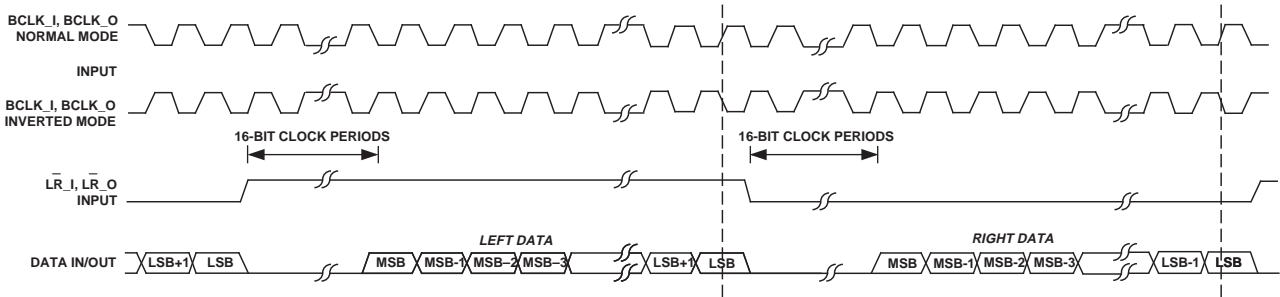 BCLK_I, BCLK_O
NORMAL MODE
INPUT
BCLK_I, BCLK_O
INVERTED MODE
16-BIT CLOCK PERIODS
16-BIT CLOCK PERIODS
L̅R_I, L̅R_O
INPUT
LEFT DATA
RIGHT DATA
DATA IN/OUT
LSB+1
LSB
MSB
MSB-1
MSB–2
MSB–3
LSB+1
LSB
MSB
MSB-1
MSB-2
MSB-3
LSB-1
LSB